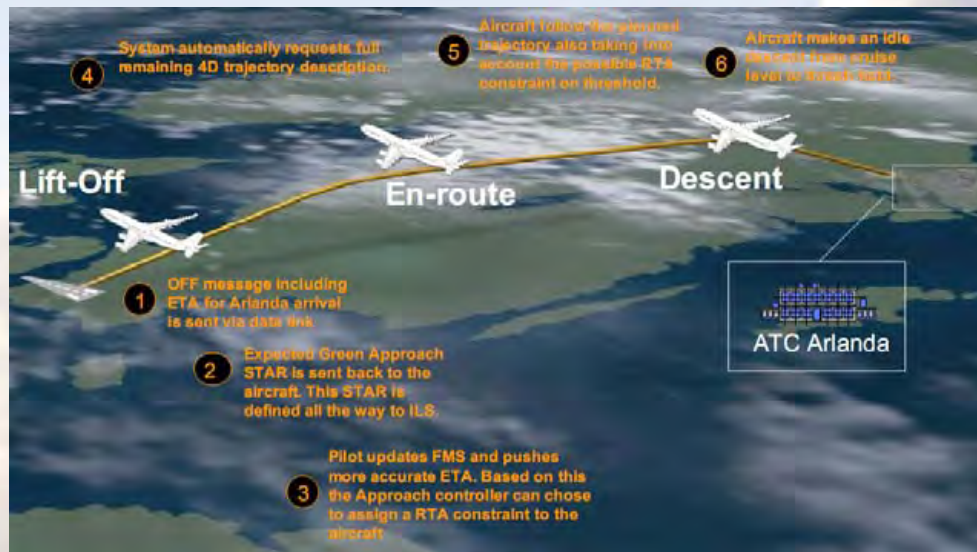 4
Systam automatically requests full
remaining 4D trajectory description.
5
Aircraft follow the planned
trajectory also taking into
account the possible RTA
constraint on threshold.
6
Aircraft makes an idle
descent from cruise
level to
Lift-Off
En-route
Descent
1
OFF message including
ETA for Arlanda arrival
is sent via data link
2
Expected Green Approach
STAR is sent back to the
aircraft. This STAR is
defined all the way to ILS.
3
Pilot updates FMS and pushes
more accurate ETA. Based on this
the Approach controller can chose
to assign a RTA constraint to the
aircraft
ATC Arlanda